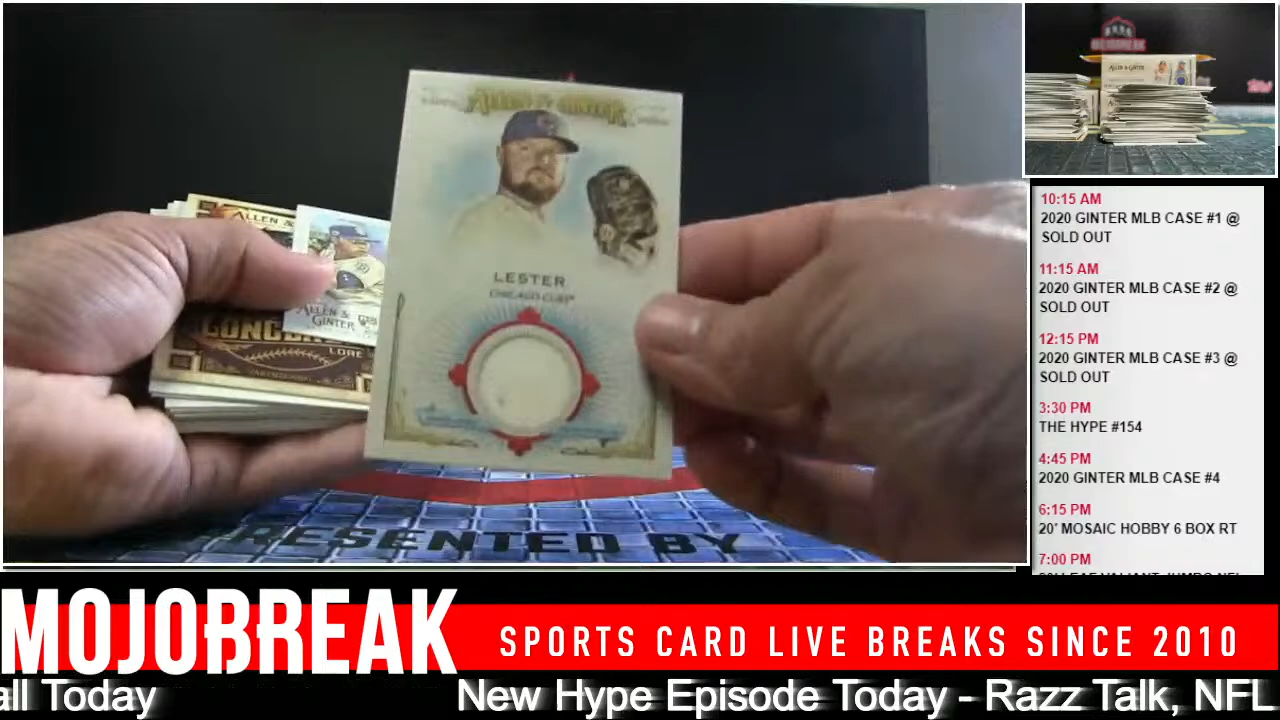 ALLEN & GINTER
LESTER
CHICAGO CUBS
ALLEN &
ALLEN &
GINTER
LORE
PRESENTED BY
MOJOBREAK
ALLEN & GINTER
10:15 AM
2020 GINTER MLB CASE #1 @
SOLD OUT
11:15 AM
2020 GINTER MLB CASE #2 @
SOLD OUT
12:15 PM
2020 GINTER MLB CASE #3 @
SOLD OUT
3:30 PM
THE HYPE #154
4:45 PM
2020 GINTER MLB CASE #4
6:15 PM
20' MOSAIC HOBBY 6 BOX RT
7:00 PM
MOJOBREAK
SPORTS CARD LIVE BREAKS SINCE 2010
all Today
New Hype Episode Today - Razz Talk, NFL